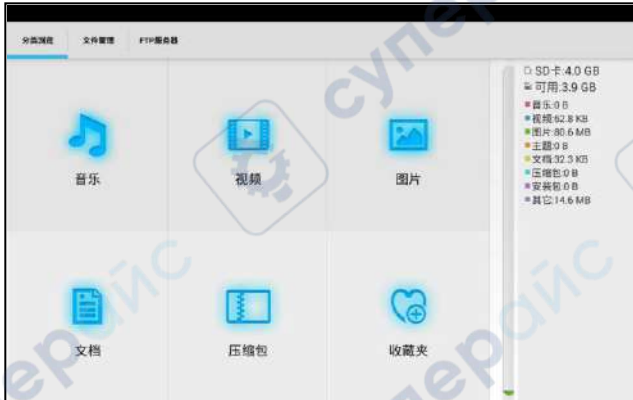 分类浏览 文件管理 FTP服务器
音乐 视频 图片
文档 压缩包 收藏夹
SD卡:4.0 GB
可用:3.9 GB
音乐:0 B
视频:62.8 KB
图片:80.6 MB
主题:0 B
文档:32.3 KB
压缩包:0 B
安装包:0 B
其它:14.6 MB